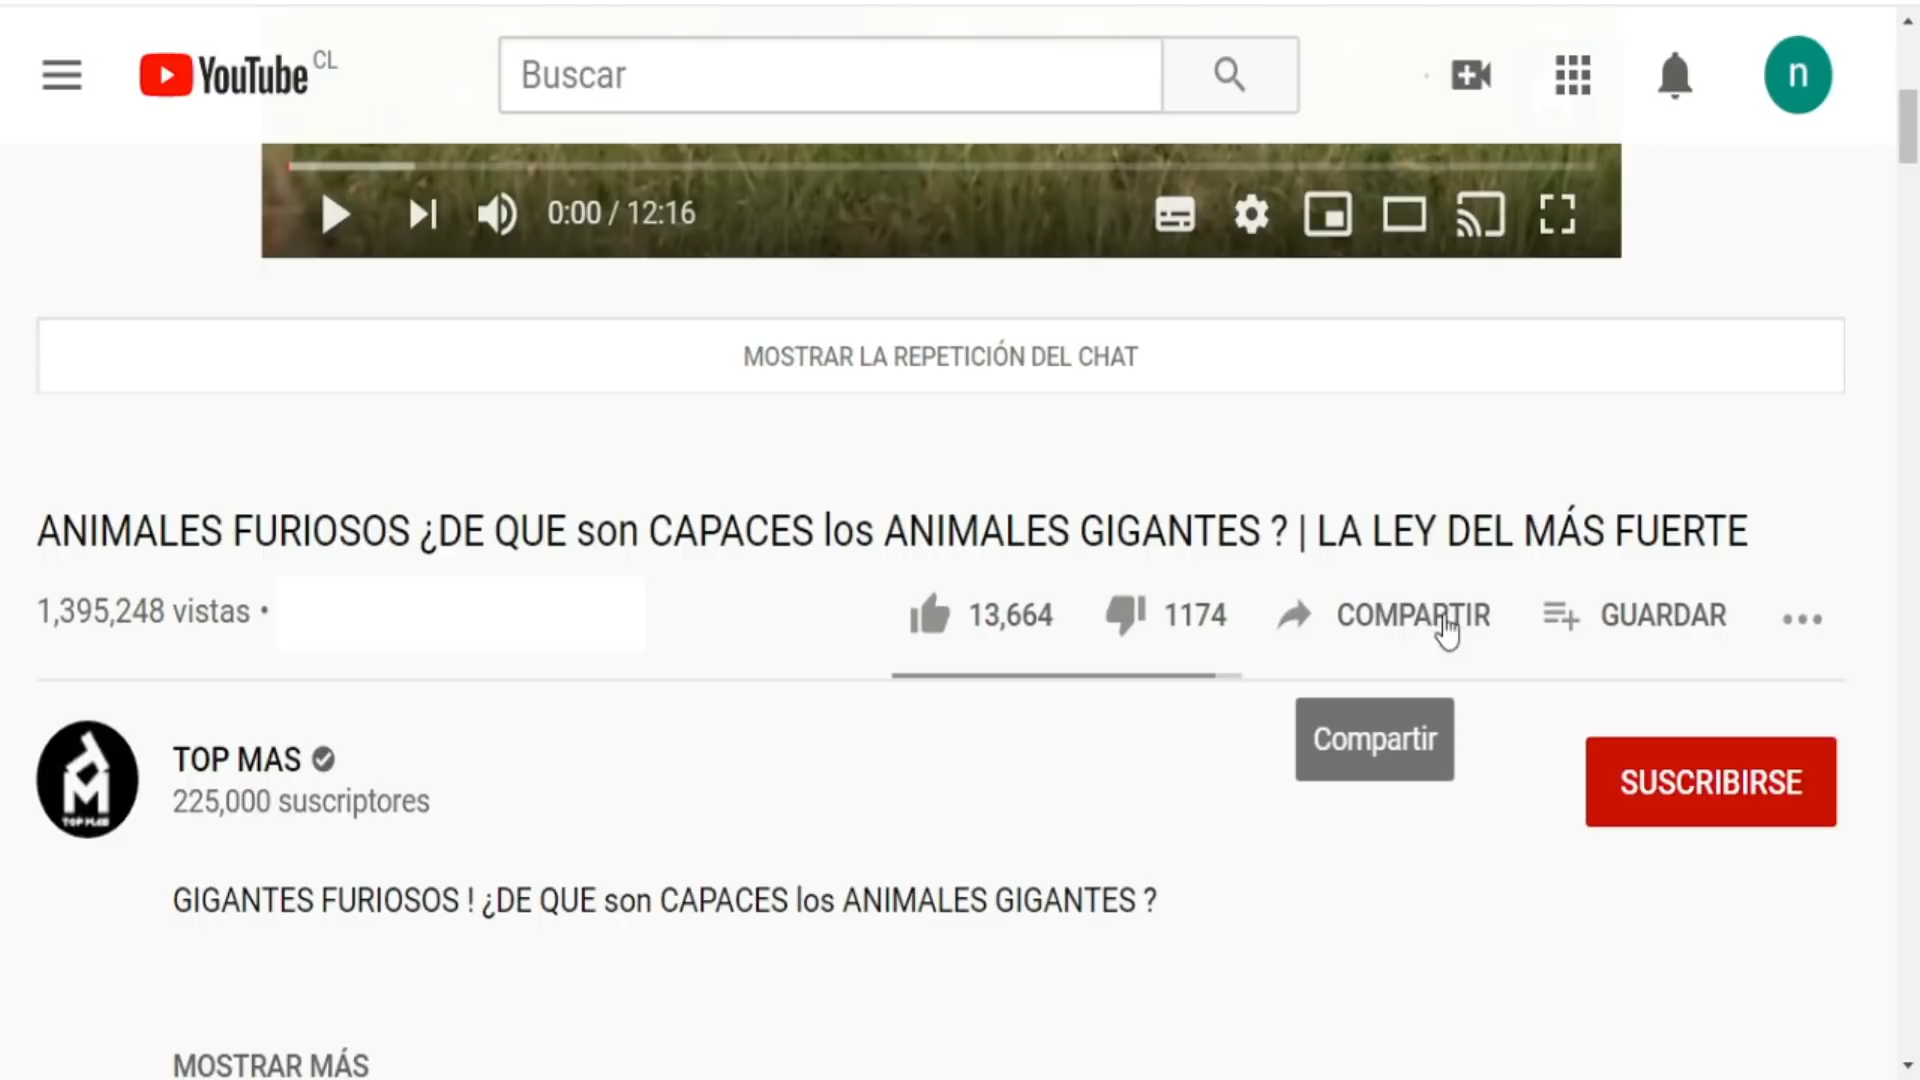 YouTube CL
Buscar
n
0:00 / 12:16
MOSTRAR LA REPETICIÓN DEL CHAT
ANIMALES FURIOSOS ¿DE QUE son CAPACES los ANIMALES GIGANTES ? | LA LEY DEL MÁS FUERTE
1,395,248 vistas •
13,664
1174
COMPARTIR
GUARDAR
Compartir
TOP MAS
TOP MAS
225,000 suscriptores
SUSCRIBIRSE
GIGANTES FURIOSOS ! ¿DE QUE son CAPACES los ANIMALES GIGANTES ?
MOSTRAR MÁS